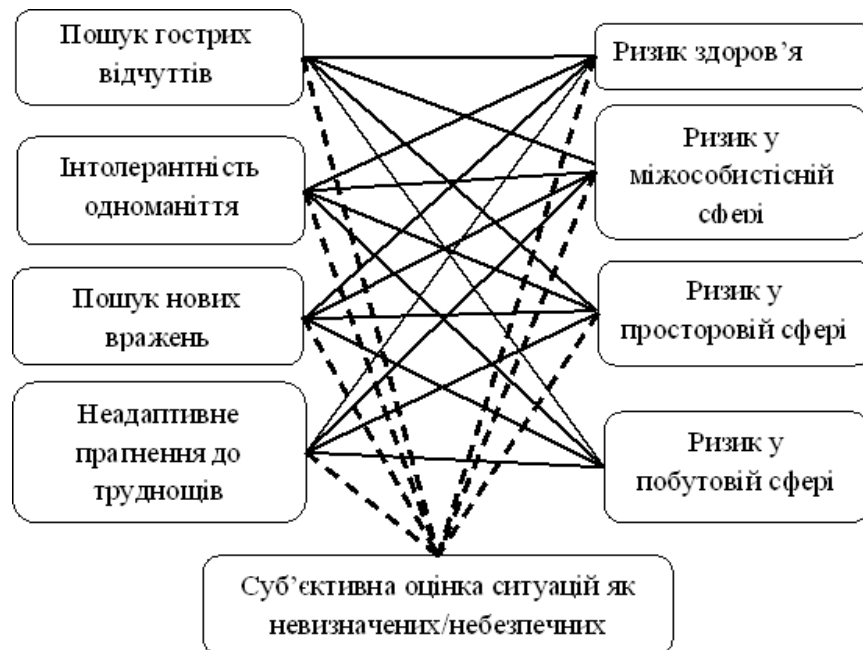 Пошук гострих
відчуттів
Ризик здоров’я
Інтолерантність
одноманіття
Ризик у
міжособистісній
сфері
Пошук нових
вражень
Ризик у
просторовій сфері
Неадаптивне
прагнення до
труднощів
Ризик у
побутовій сфері
Суб’єктивна оцінка ситуацій як
невизначених/небезпечних